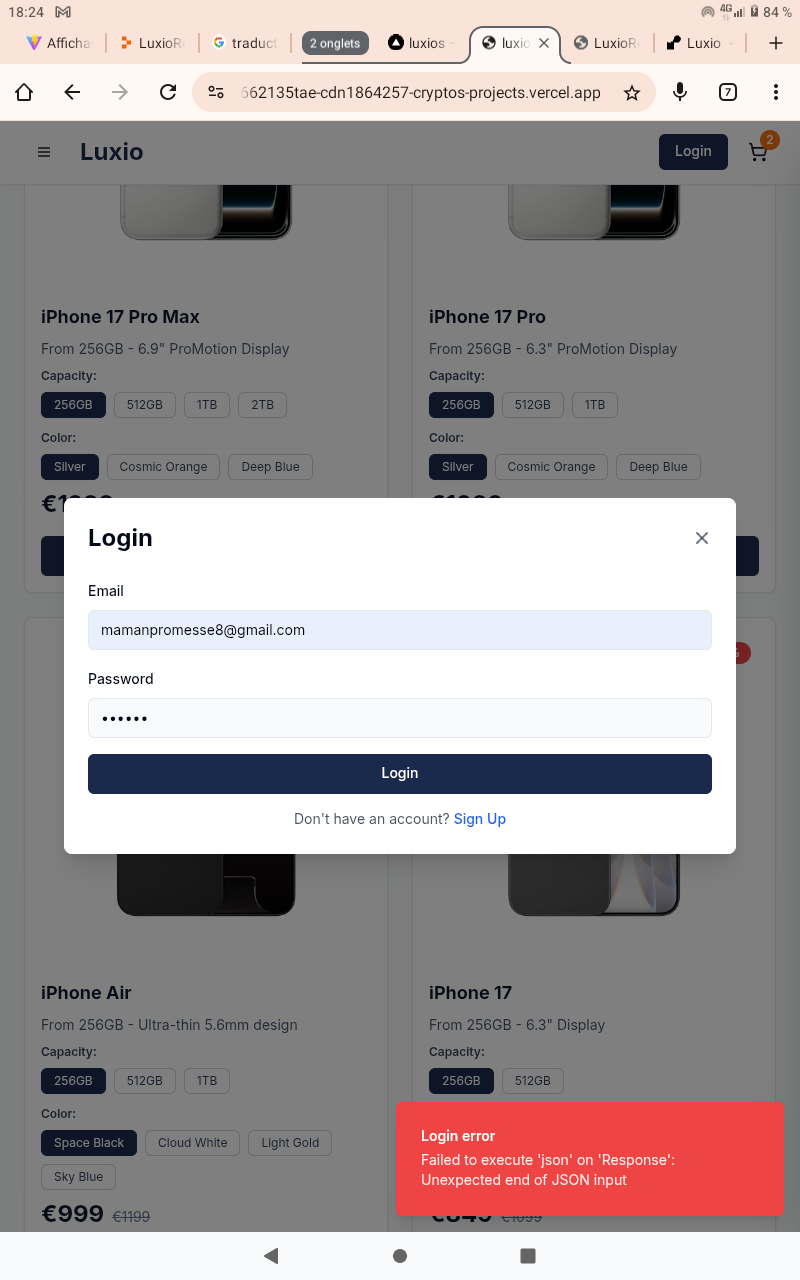 18:24 4G 84 %
Afficha LuxioR traduct 2 onglets luxios luxio LuxioR Luxio
662135tae-cdn1864257-cryptos-projects.vercel.app 7
Luxio Login 2
iPhone 17 Pro Max iPhone 17 Pro
From 256GB - 6.9" ProMotion Display From 256GB - 6.3" ProMotion Display
Capacity: Capacity:
256GB 512GB 1TB 2TB 256GB 512GB 1TB
Color: Color:
Silver Cosmic Orange Deep Blue Silver Cosmic Orange Deep Blue
Login
Email
mamanpromesse8@gmail.com
Password
••••••
Login
Don't have an account? Sign Up
iPhone Air iPhone 17
From 256GB - Ultra-thin 5.6mm design From 256GB - 6.3" Display
Capacity: Capacity:
256GB 512GB 1TB 256GB 512GB
Color:
Space Black Cloud White Light Gold
Sky Blue
€999 €1199
Login error
Failed to execute 'json' on 'Response':
Unexpected end of JSON input